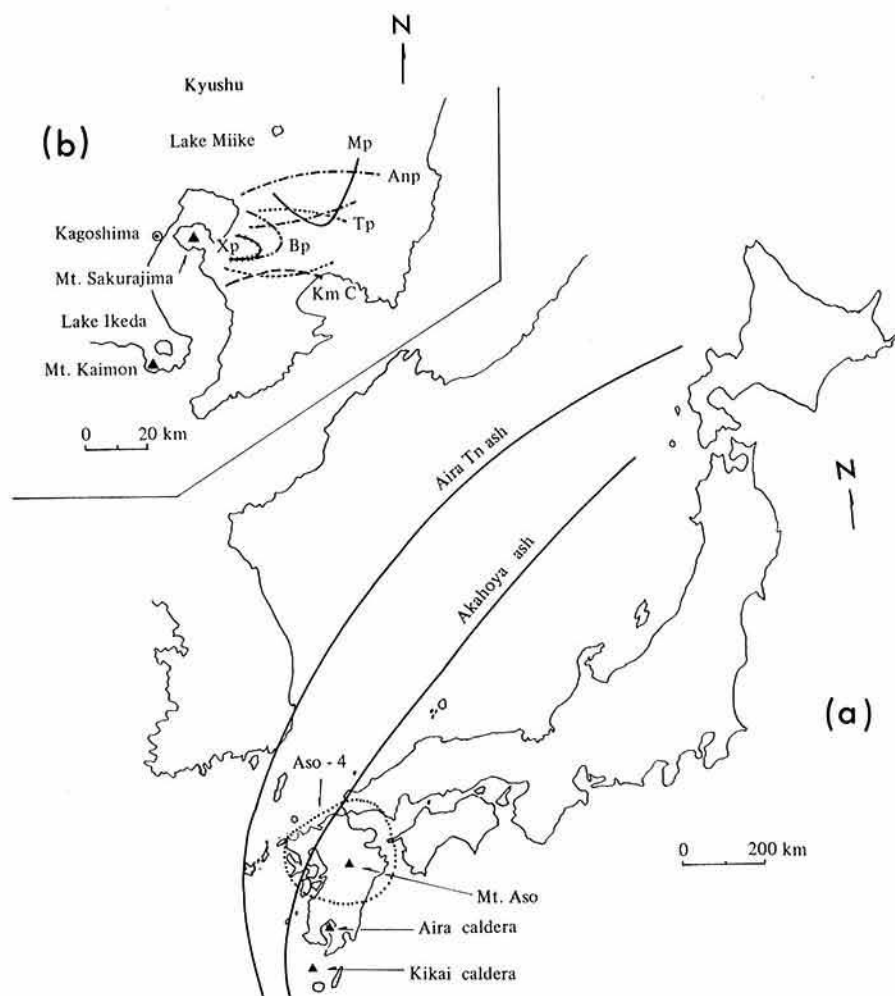 N
Kyushu
(b)
Lake Miike
Mp
Anp
Kagoshima
Xp
Bp
Tp
Mt. Sakurajima
Km C
Lake Ikeda
Mt. Kaimon
0 20 km
N
Aira Tn ash
Akahoya ash
(a)
Aso - 4
0 200 km
Mt. Aso
Aira caldera
Kikai caldera